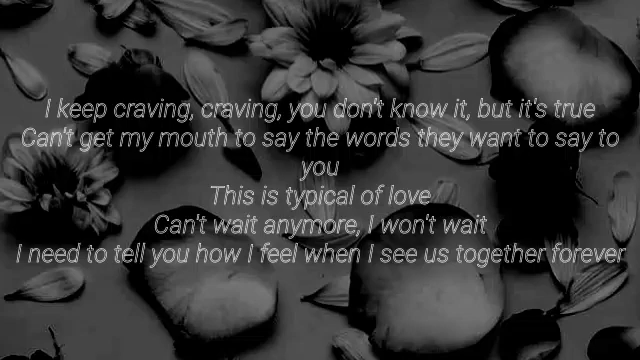 I keep craving, craving, you don't know it, but it's true
Can't get my mouth to say the words they want to say to
you
This is typical of love
Can't wait anymore, I won't wait
I need to tell you how I feel when I see us together forever